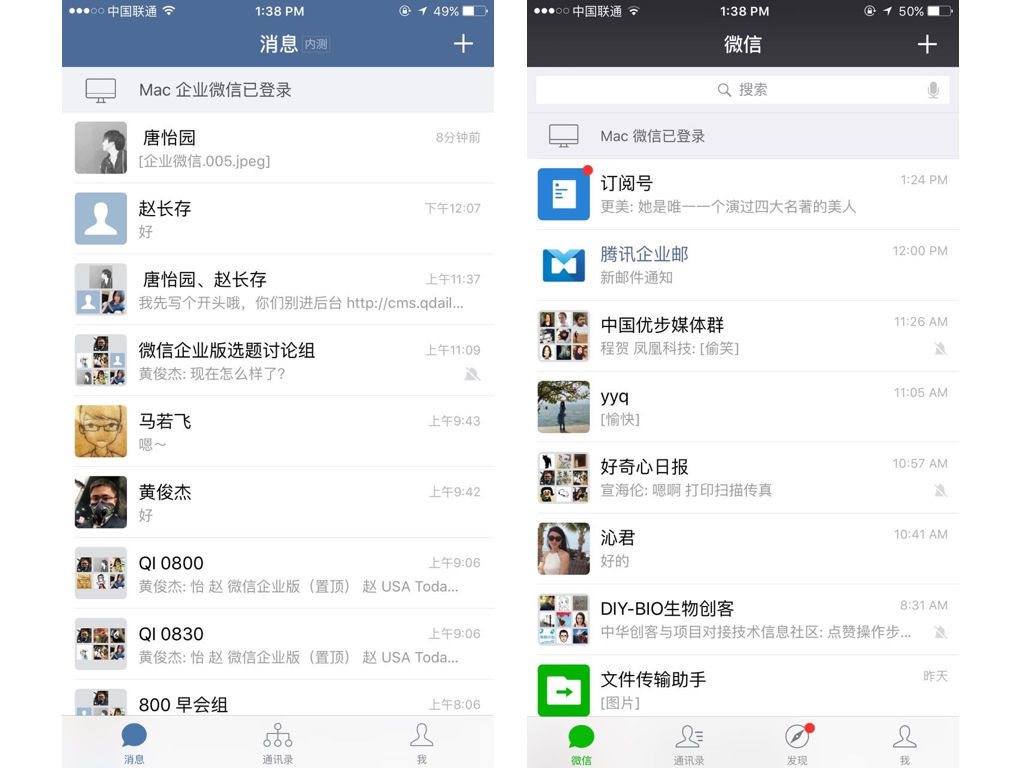 中国联通 1:38 PM 49%
消息 内测
Mac 企业微信已登录
唐怡园 8分钟前
[企业微信.005.jpeg]
赵长存 下午12:07
好
唐怡园、赵长存 上午11:37
我先写个开头哦，你们别进后台 http://cms.qdail...
微信企业版选题讨论组 上午11:09
黄俊杰: 现在怎么样了?
马若飞 上午9:43
嗯～
黄俊杰 上午9:42
好
QI 0800 上午9:06
黄俊杰: 怡 赵 微信企业版（置顶） 赵 USA Toda...
QI 0830 上午9:06
黄俊杰: 怡 赵 微信企业版（置顶） 赵 USA Toda...
800 早会组 上午8:06
消息 通讯录 我
中国联通 1:38 PM 50%
微信
搜索
Mac 微信已登录
订阅号 1:24 PM
更美: 她是唯一一个演过四大名著的美人
腾讯企业邮 12:00 PM
新邮件通知
中国优步媒体群 11:26 AM
程贺 凤凰科技: [偷笑]
yyq 11:05 AM
[愉快]
好奇心日报 10:57 AM
宣海伦: 嗯啊 打印扫描传真
沁君 10:41 AM
好的
DIY-BIO生物创客 8:31 AM
中华创客与项目对接技术信息社区: 点赞操作步...
文件传输助手 昨天
[图片]
微信 通讯录 发现 我